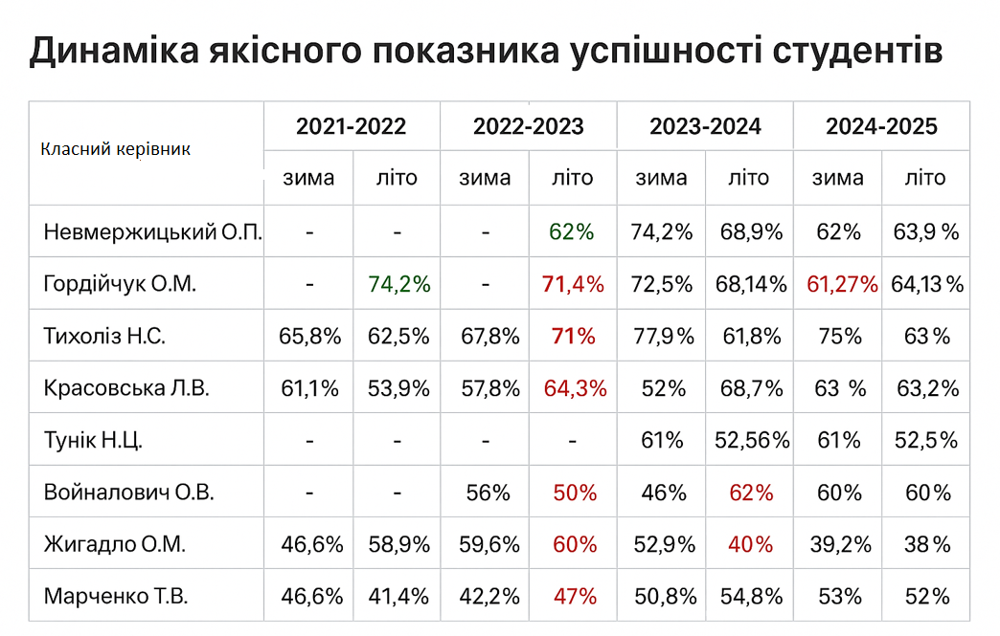 Динаміка якісного показника успішності студентів
Класний керівник 2021-2022 2022-2023 2023-2024 2024-2025
зима літо зима літо зима літо зима літо
Невмержицький О.П. - - - 62% 74,2% 68,9% 62% 63,9 %
Гордійчук О.М. - 74,2% - 71,4% 72,5% 68,14% 61,27% 64,13 %
Тихоліз Н.С. 65,8% 62,5% 67,8% 71% 77,9 % 61,8% 75% 63 %
Красовська Л.В. 61,1% 53,9% 57,8% 64,3% 52% 68,7% 63 % 63,2%
Тунік Н.Ц. - - - - 61% 52,56% 61% 52,5%
Войналович О.В. - - 56% 50% 46% 62% 60% 60%
Жигадло О.М. 46,6% 58,9% 59,6% 60% 52,9% 40% 39,2% 38 %
Марченко Т.В. 46,6% 41,4% 42,2% 47% 50,8% 54,8% 53% 52%